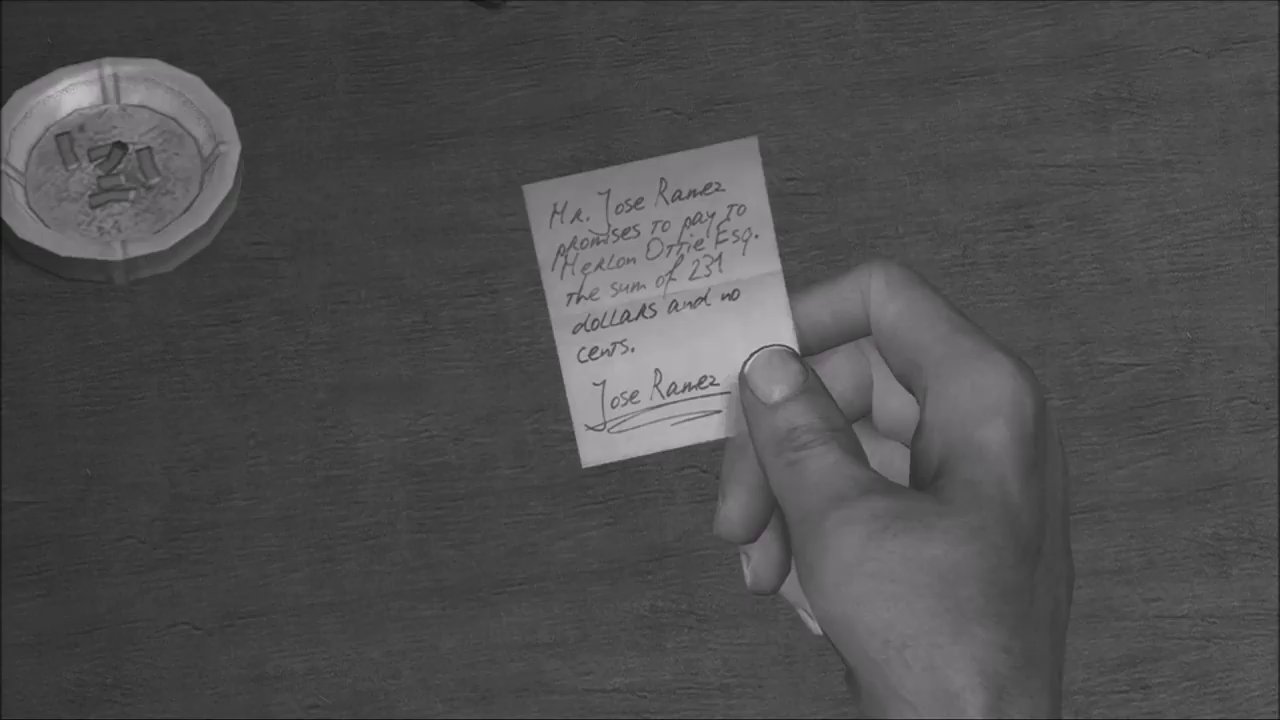 Mr. Jose Ramez
promises to pay to
Merlon Ottie Esq.
the sum of 231
dollars and no
cents.
Jose Ramez